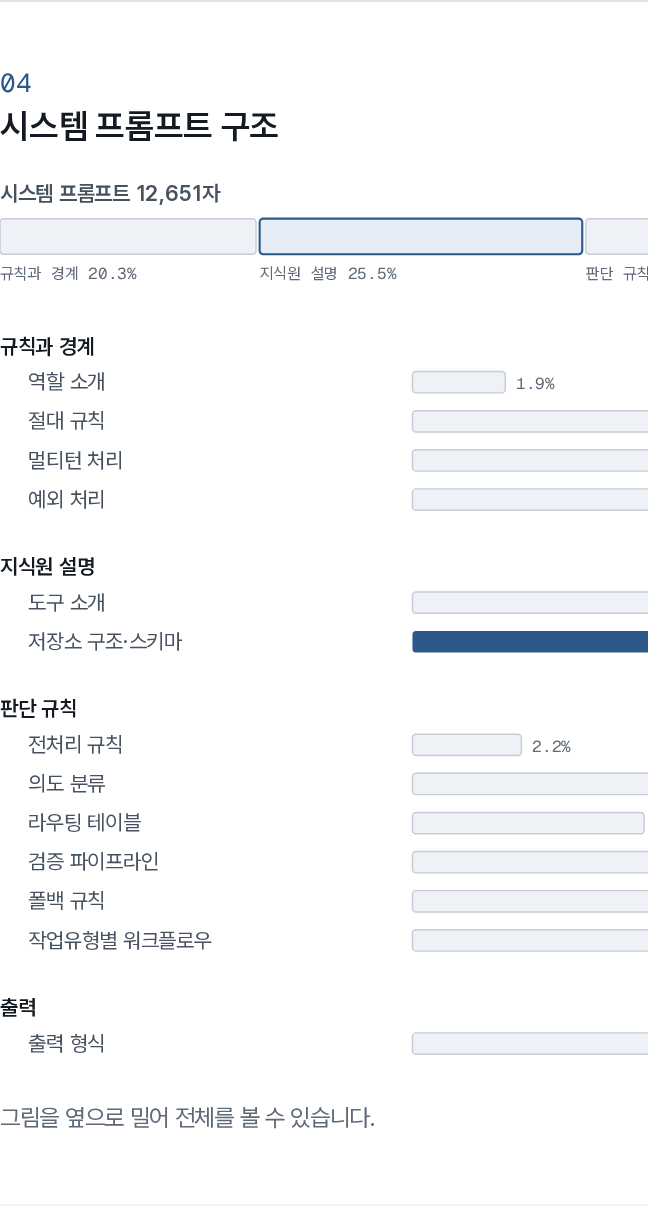 04
시스템 프롬프트 구조
시스템 프롬프트 12,651자
규칙과 경계 20.3%
지식원 설명 25.5%
판단 규칙
규칙과 경계
역할 소개
1.9%
절대 규칙
멀티턴 처리
예외 처리
지식원 설명
도구 소개
저장소 구조·스키마
판단 규칙
전처리 규칙
2.2%
의도 분류
라우팅 테이블
검증 파이프라인
폴백 규칙
작업유형별 워크플로우
출력
출력 형식
그림을 옆으로 밀어 전체를 볼 수 있습니다.